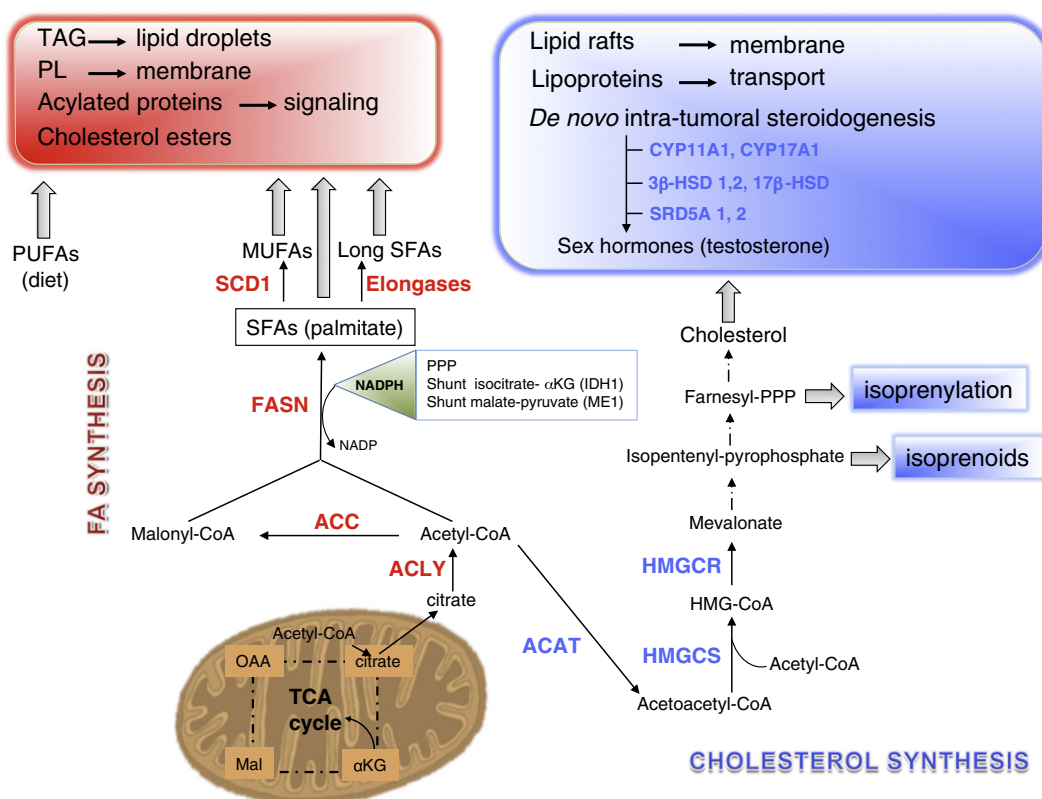 TAG lipid droplets
PL membrane
Acylated proteins signaling
Cholesterol esters
Lipid rafts membrane
Lipoproteins transport
De novo intra-tumoral steroidogenesis
CYP11A1, CYP17A1
3β-HSD 1,2, 17β-HSD
SRD5A 1, 2
Sex hormones (testosterone)
PUFAs
(diet)
MUFAs
Long SFAs
SCD1
Elongases
SFAs (palmitate)
NADPH
PPP
Shunt isocitrate- αKG (IDH1)
Shunt malate-pyruvate (ME1)
FASN
NADP
FA SYNTHESIS
Malonyl-CoA
ACC
Acetyl-CoA
ACLY
citrate
Acetyl-CoA
OAA
citrate
TCA
cycle
Mal
αKG
Cholesterol
Farnesyl-PPP
isoprenylation
Isopentenyl-pyrophosphate
isoprenoids
Mevalonate
HMGCR
HMG-CoA
ACAT
HMGCS
Acetyl-CoA
Acetoacetyl-CoA
CHOLESTEROL SYNTHESIS